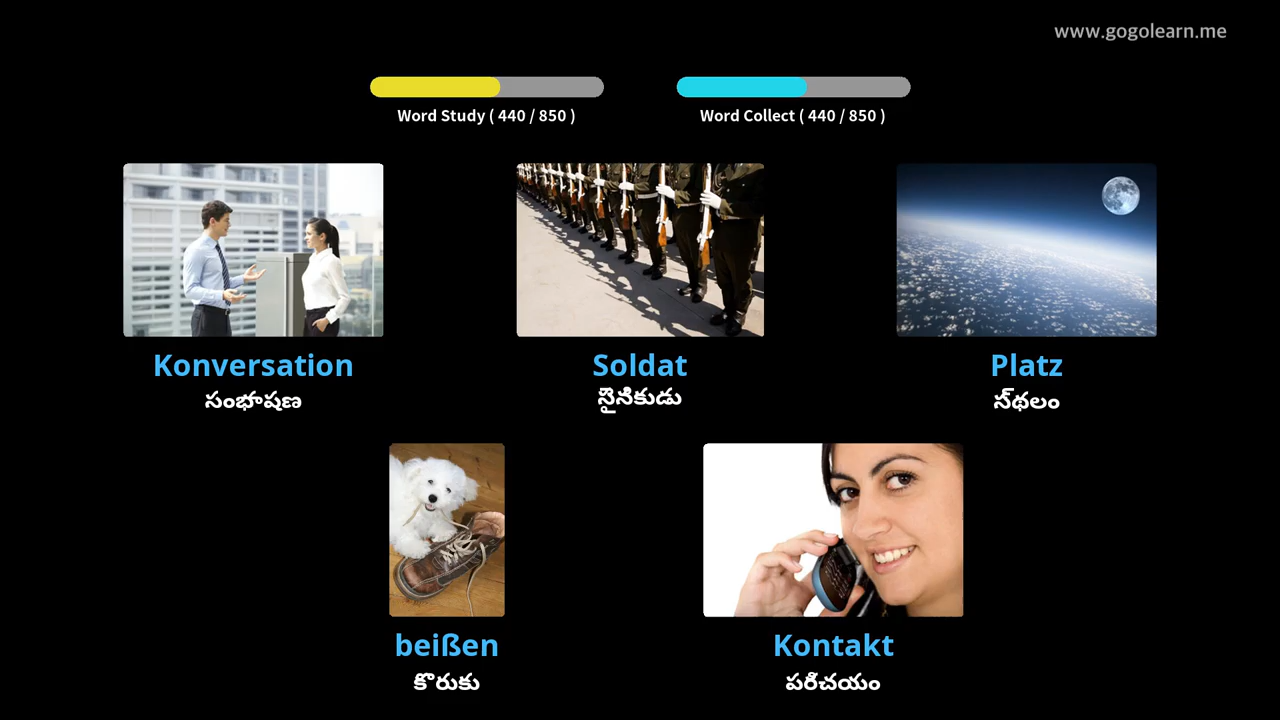 www.gogolearn.me
Word Study ( 440 / 850 )
Word Collect ( 440 / 850 )
Konversation
సంభాషణ
Soldat
సైనికుడు
Platz
స్థలం
beißen
కొరుకు
Kontakt
పరిచయం